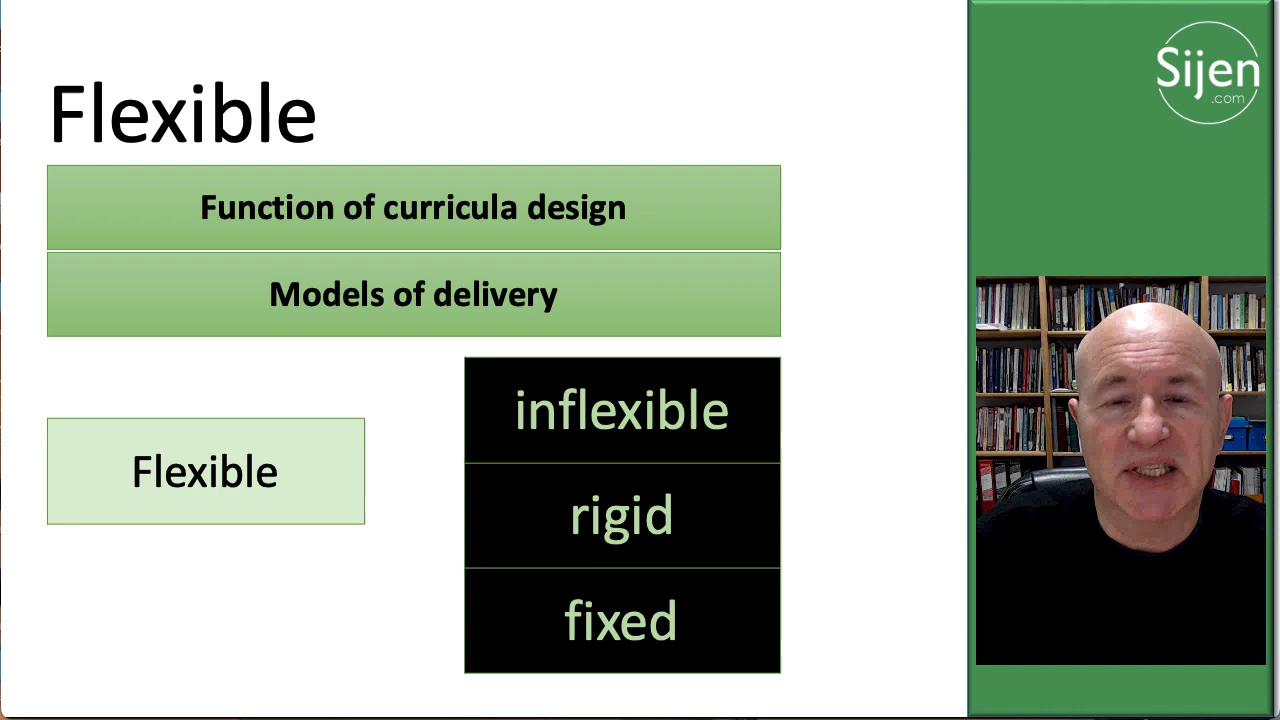 Flexible
Function of curricula design
Models of delivery
Flexible
inflexible
rigid
fixed
Sijen
.com